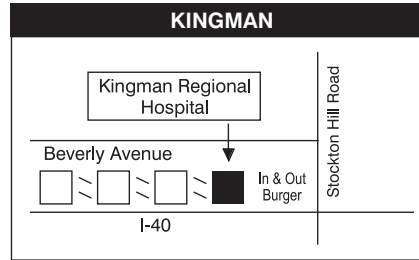 KINGMAN
Kingman Regional
Hospital
Stockton Hill Road
Beverly Avenue
In & Out
Burger
I-40